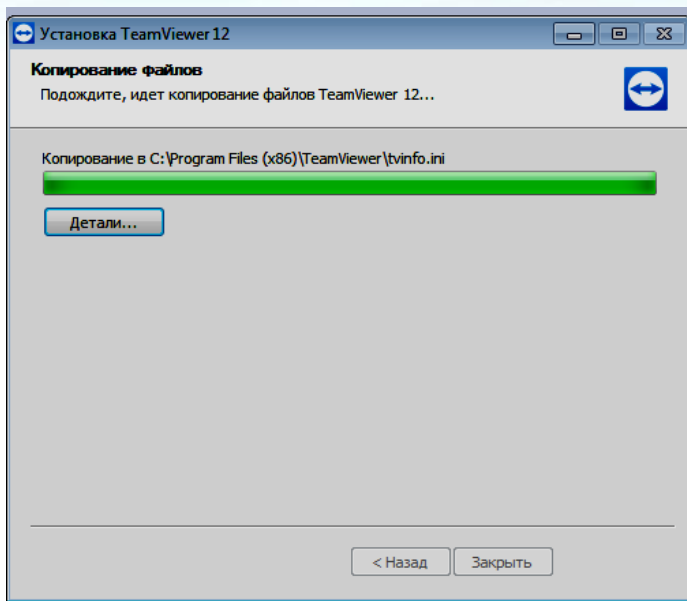 Установка TeamViewer 12
Копирование файлов
Подождите, идет копирование файлов TeamViewer 12...
Копирование в C:\Program Files (x86)\TeamViewer\tvinfo.ini
Детали...
< Назад
Закрыть